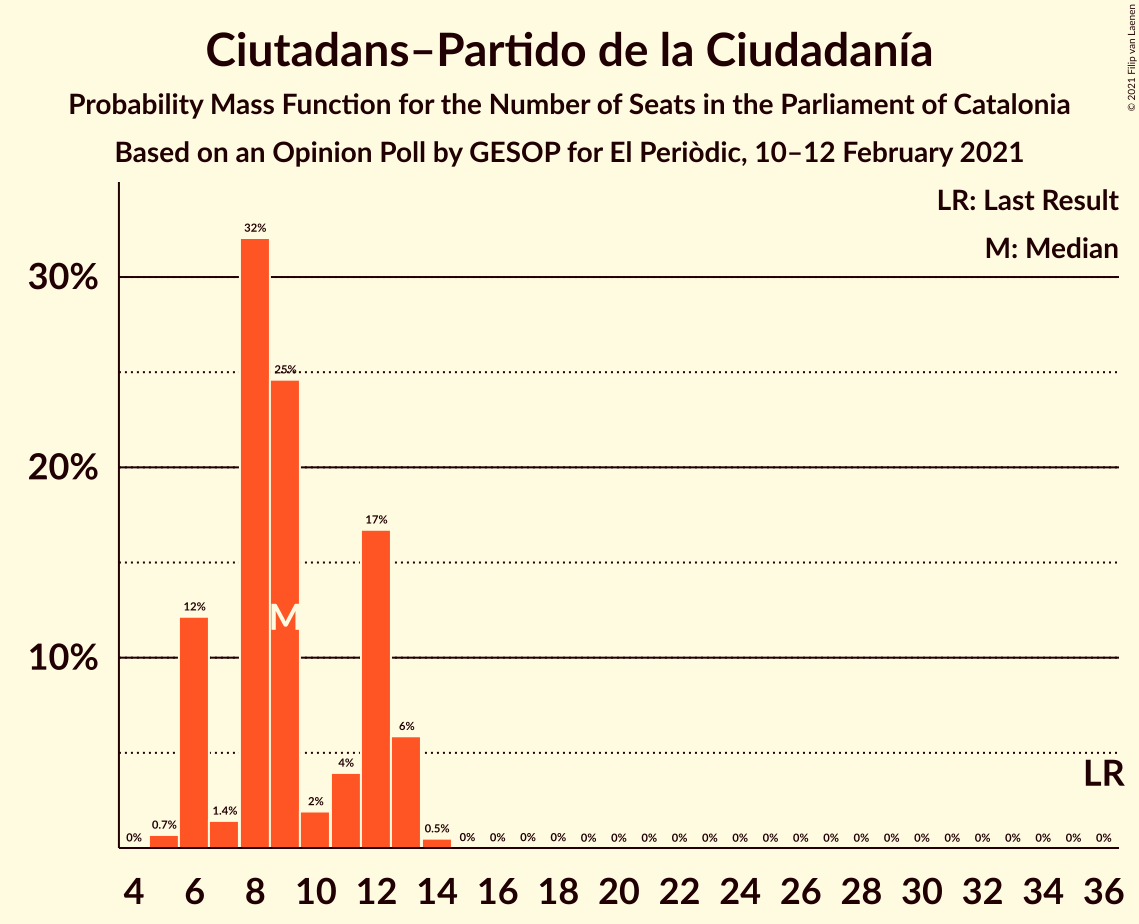 Ciutadans–Partido de la Ciudadanía
Probability Mass Function for the Number of Seats in the Parliament of Catalonia
Based on an Opinion Poll by GESOP for El Periòdic, 10–12 February 2021
© 2021 Filip van Laenen
LR: Last Result
M: Median
30%
20%
10%
0% 0.7% 12% 1.4% 32% 25% 2% 4% 17% 6% 0.5% 0% 0% 0% 0% 0% 0% 0% 0% 0% 0% 0% 0% 0% 0% 0% 0% 0% 0% 0% 0% 0% 0%
M
LR
4 6 8 10 12 14 16 18 20 22 24 26 28 30 32 34 36